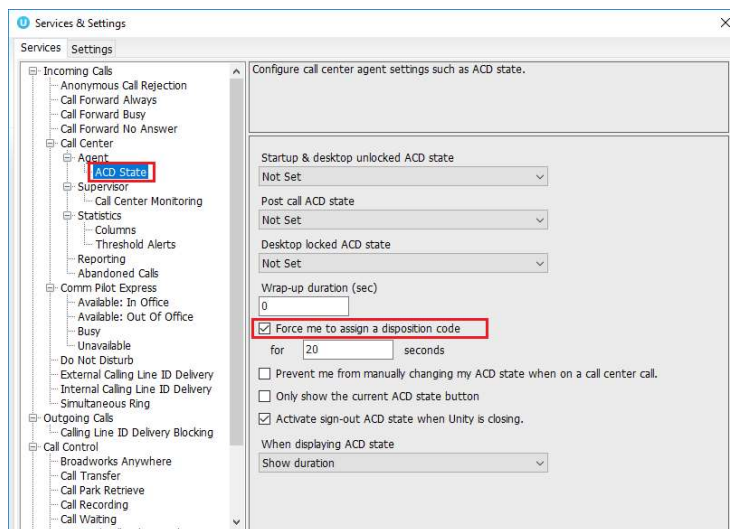 Services & Settings
Services
Settings
Incoming Calls
Anonymous Call Rejection
Call Forward Always
Call Forward Busy
Call Forward No Answer
Call Center
Agent
ACD State
Supervisor
Call Center Monitoring
Statistics
Columns
Threshold Alerts
Reporting
Abandoned Calls
Comm Pilot Express
Available: In Office
Available: Out Of Office
Busy
Unavailable
Do Not Disturb
External Calling Line ID Delivery
Internal Calling Line ID Delivery
Simultaneous Ring
Outgoing Calls
Calling Line ID Delivery Blocking
Call Control
Broadworks Anywhere
Call Transfer
Call Park Retrieve
Call Recording
Call Waiting
Configure call center agent settings such as ACD state.
Startup & desktop unlocked ACD state
Not Set
Post call ACD state
Not Set
Desktop locked ACD state
Not Set
Wrap-up duration (sec)
0
Force me to assign a disposition code
for 20 seconds
Prevent me from manually changing my ACD state when on a call center call.
Only show the current ACD state button
Activate sign-out ACD state when Unity is closing.
When displaying ACD state
Show duration